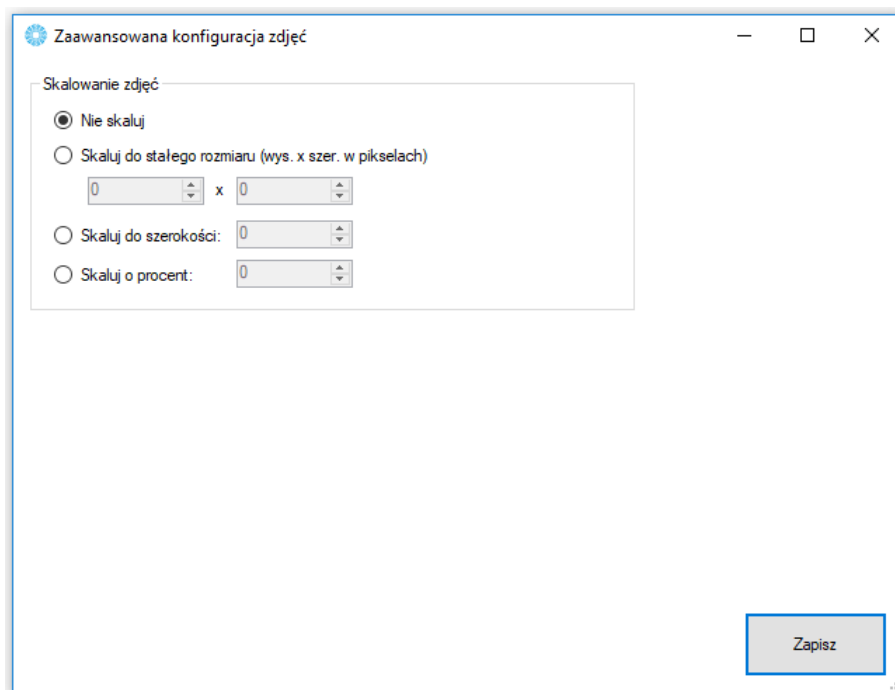 Zaawansowana konfiguracja zdjęć
Skalowanie zdjęć
Nie skaluj
Skaluj do stałego rozmiaru (wys. x szer. w pikselach)
0 x 0
Skaluj do szerokości: 0
Skaluj o procent: 0
Zapisz